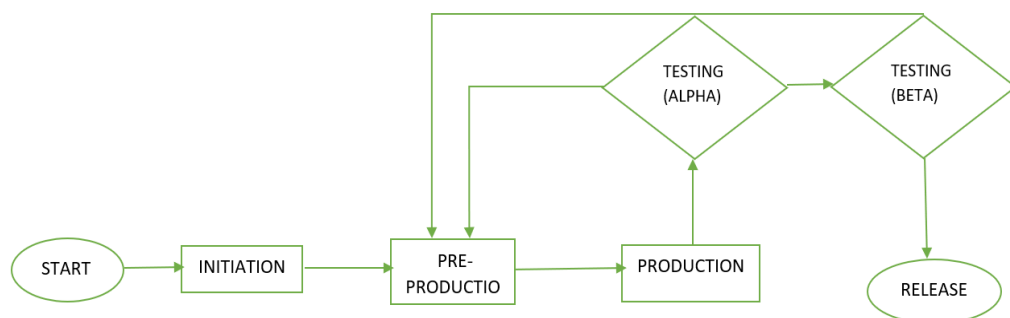 TESTING
(ALPHA)
TESTING
(BETA)
START
INITIATION
PRE-
PRODUCTIO
PRODUCTION
RELEASE